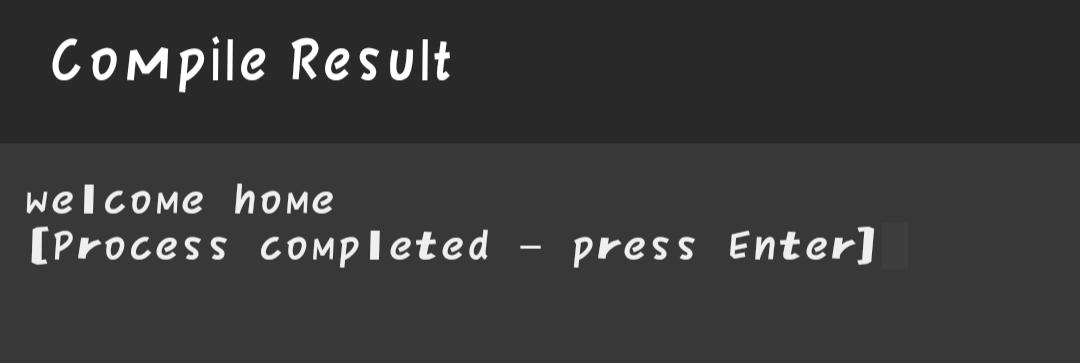 Compile Result
welcome home
[Process completed - press Enter]